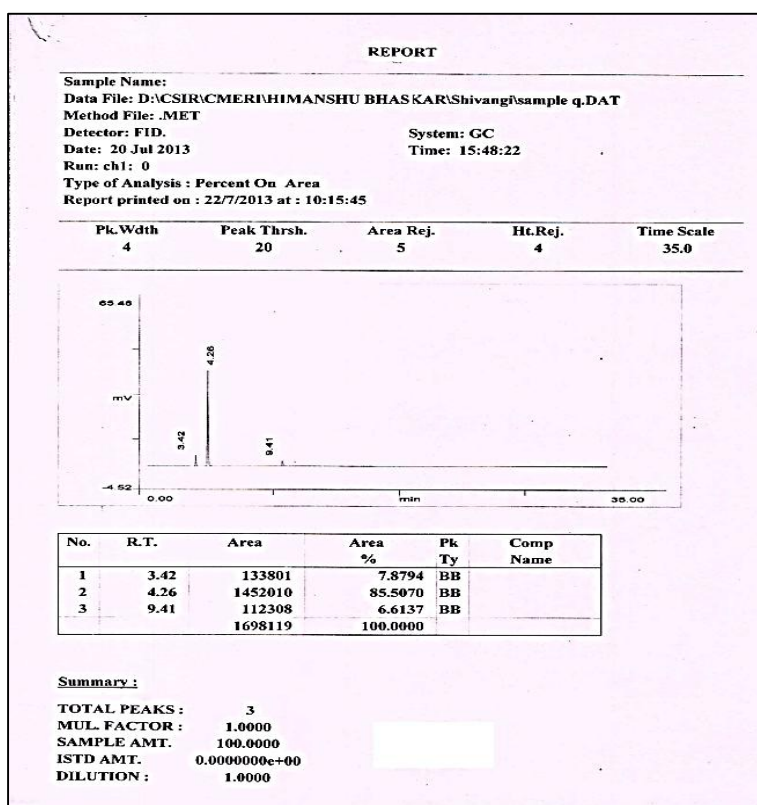 REPORT
Sample Name:
Data File: D:\CSIR\CMERI\HIMANSHU BHASKAR\Shivangi\sample q.DAT
Method File: .MET
Detector: FID. System: GC
Date: 20 Jul 2013 Time: 15:48:22
Run: ch1: 0
Type of Analysis : Percent On Area
Report printed on : 22/7/2013 at : 10:15:45
Pk.Wdth Peak Thrsh. Area Rej. Ht.Rej. Time Scale
4 20 5 4 35.0
65.48
4.26
mV
3.42
9.41
-4.52
0.00 min 35.00
No. R.T. Area Area Pk Comp
% Ty Name
1 3.42 133801 7.8794 BB
2 4.26 1452010 85.5070 BB
3 9.41 112308 6.6137 BB
1698119 100.0000
Summary :
TOTAL PEAKS : 3
MUL. FACTOR : 1.0000
SAMPLE AMT. 100.0000
ISTD AMT. 0.0000000e+00
DILUTION : 1.0000